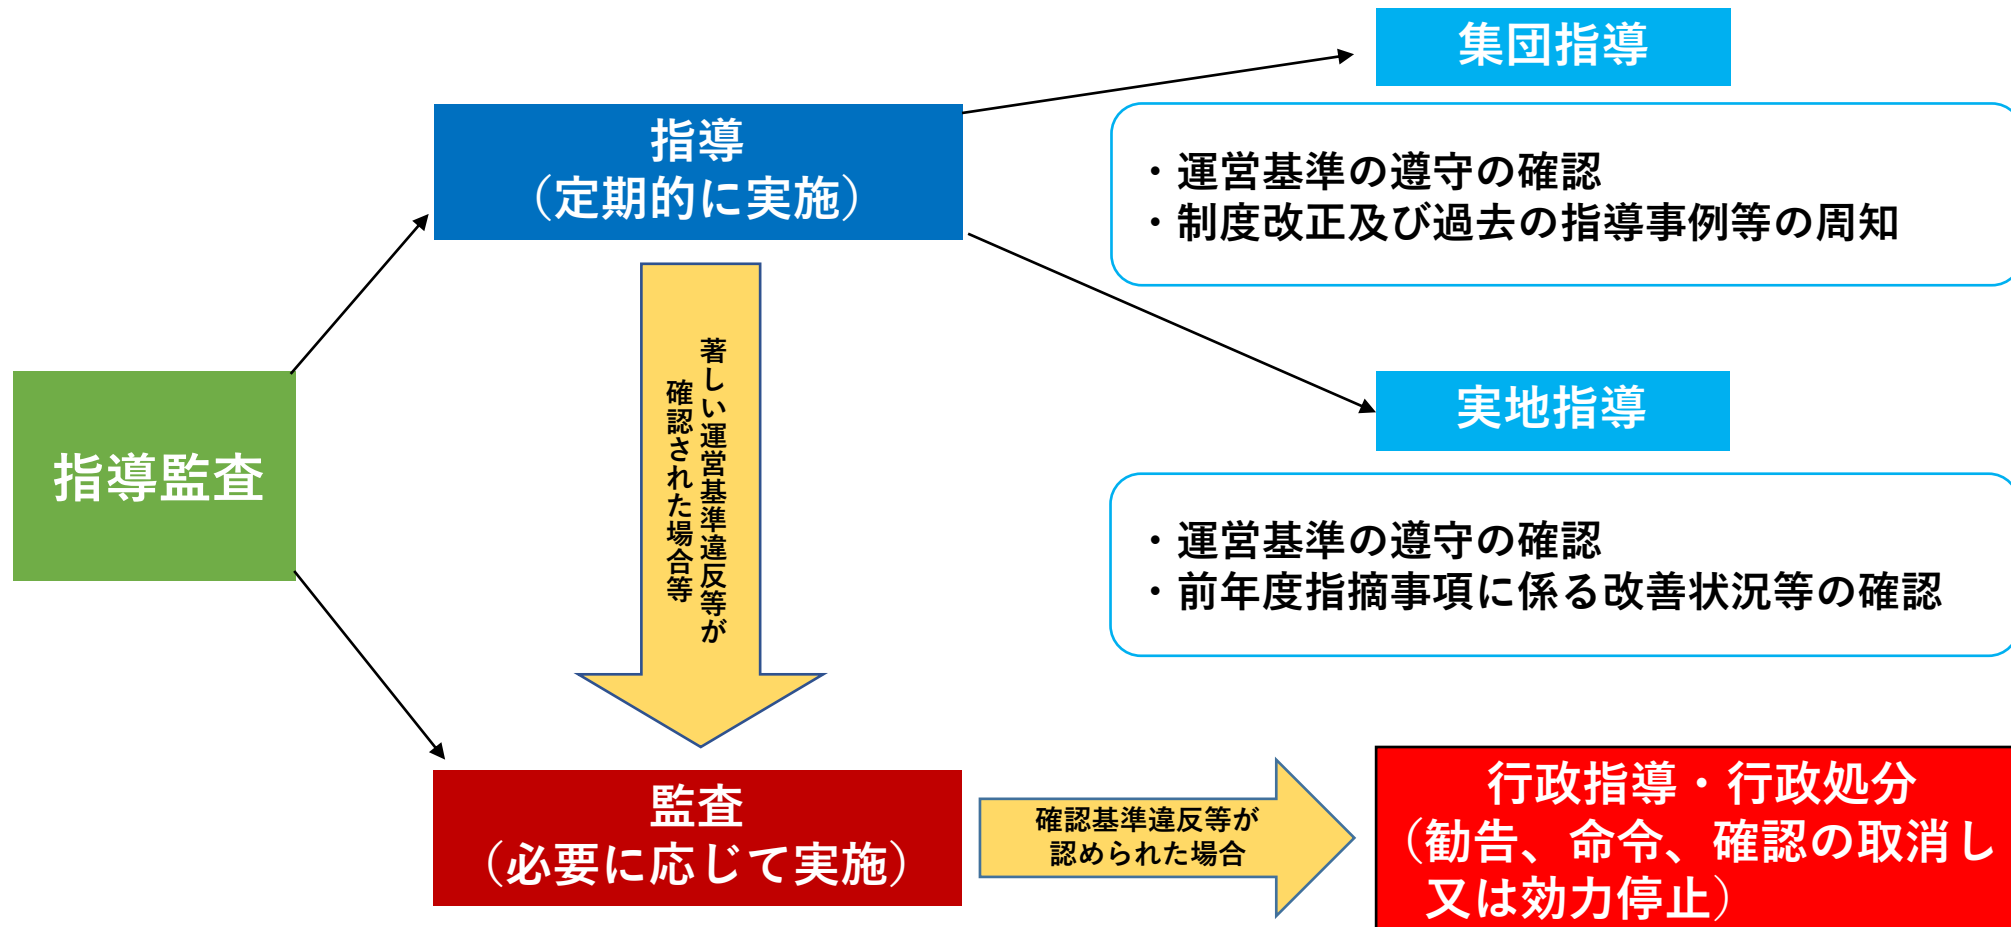 集団指導
指導
（定期的に実施）
・運営基準の遵守の確認
・制度改正及び過去の指導事例等の周知
著しい運営基準違反等が
確認された場合等
実地指導
指導監査
・運営基準の遵守の確認
・前年度指摘事項に係る改善状況等の確認
監査
（必要に応じて実施）
確認基準違反等が
認められた場合
行政指導・行政処分
（勧告、命令、確認の取消し
又は効力停止）